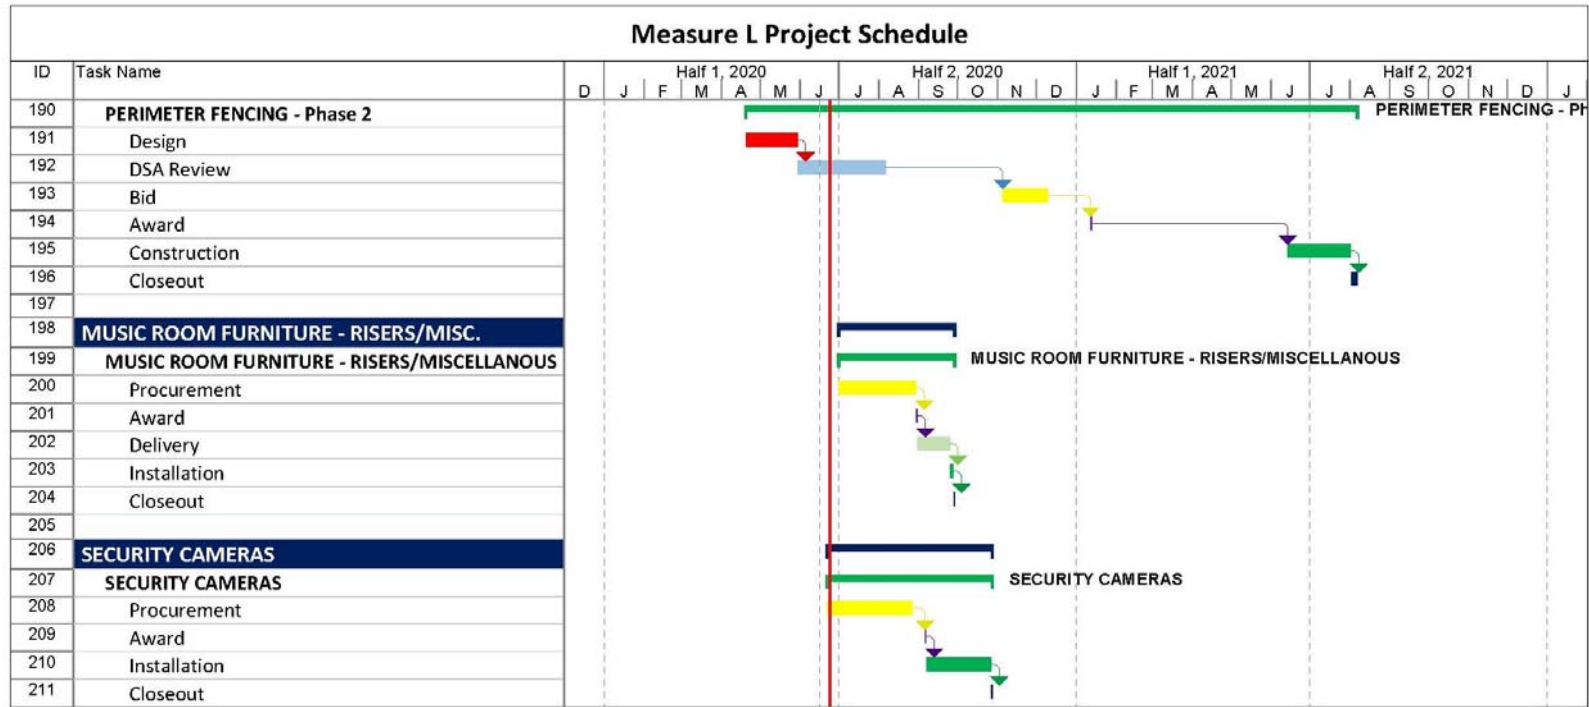 Measure L Project Schedule
ID Task Name Half 1, 2020 Half 2, 2020 Half 1, 2021 Half 2, 2021
D J F M A M J J A S O N D J F M A M J J A S O N D J
190 PERIMETER FENCING - Phase 2 PERIMETER FENCING - Ph
191 Design
192 DSA Review
193 Bid
194 Award
195 Construction
196 Closeout
197
198 MUSIC ROOM FURNITURE - RISERS/MISC.
199 MUSIC ROOM FURNITURE - RISERS/MISCELLANOUS MUSIC ROOM FURNITURE - RISERS/MISCELLANOUS
200 Procurement
201 Award
202 Delivery
203 Installation
204 Closeout
205
206 SECURITY CAMERAS
207 SECURITY CAMERAS SECURITY CAMERAS
208 Procurement
209 Award
210 Installation
211 Closeout